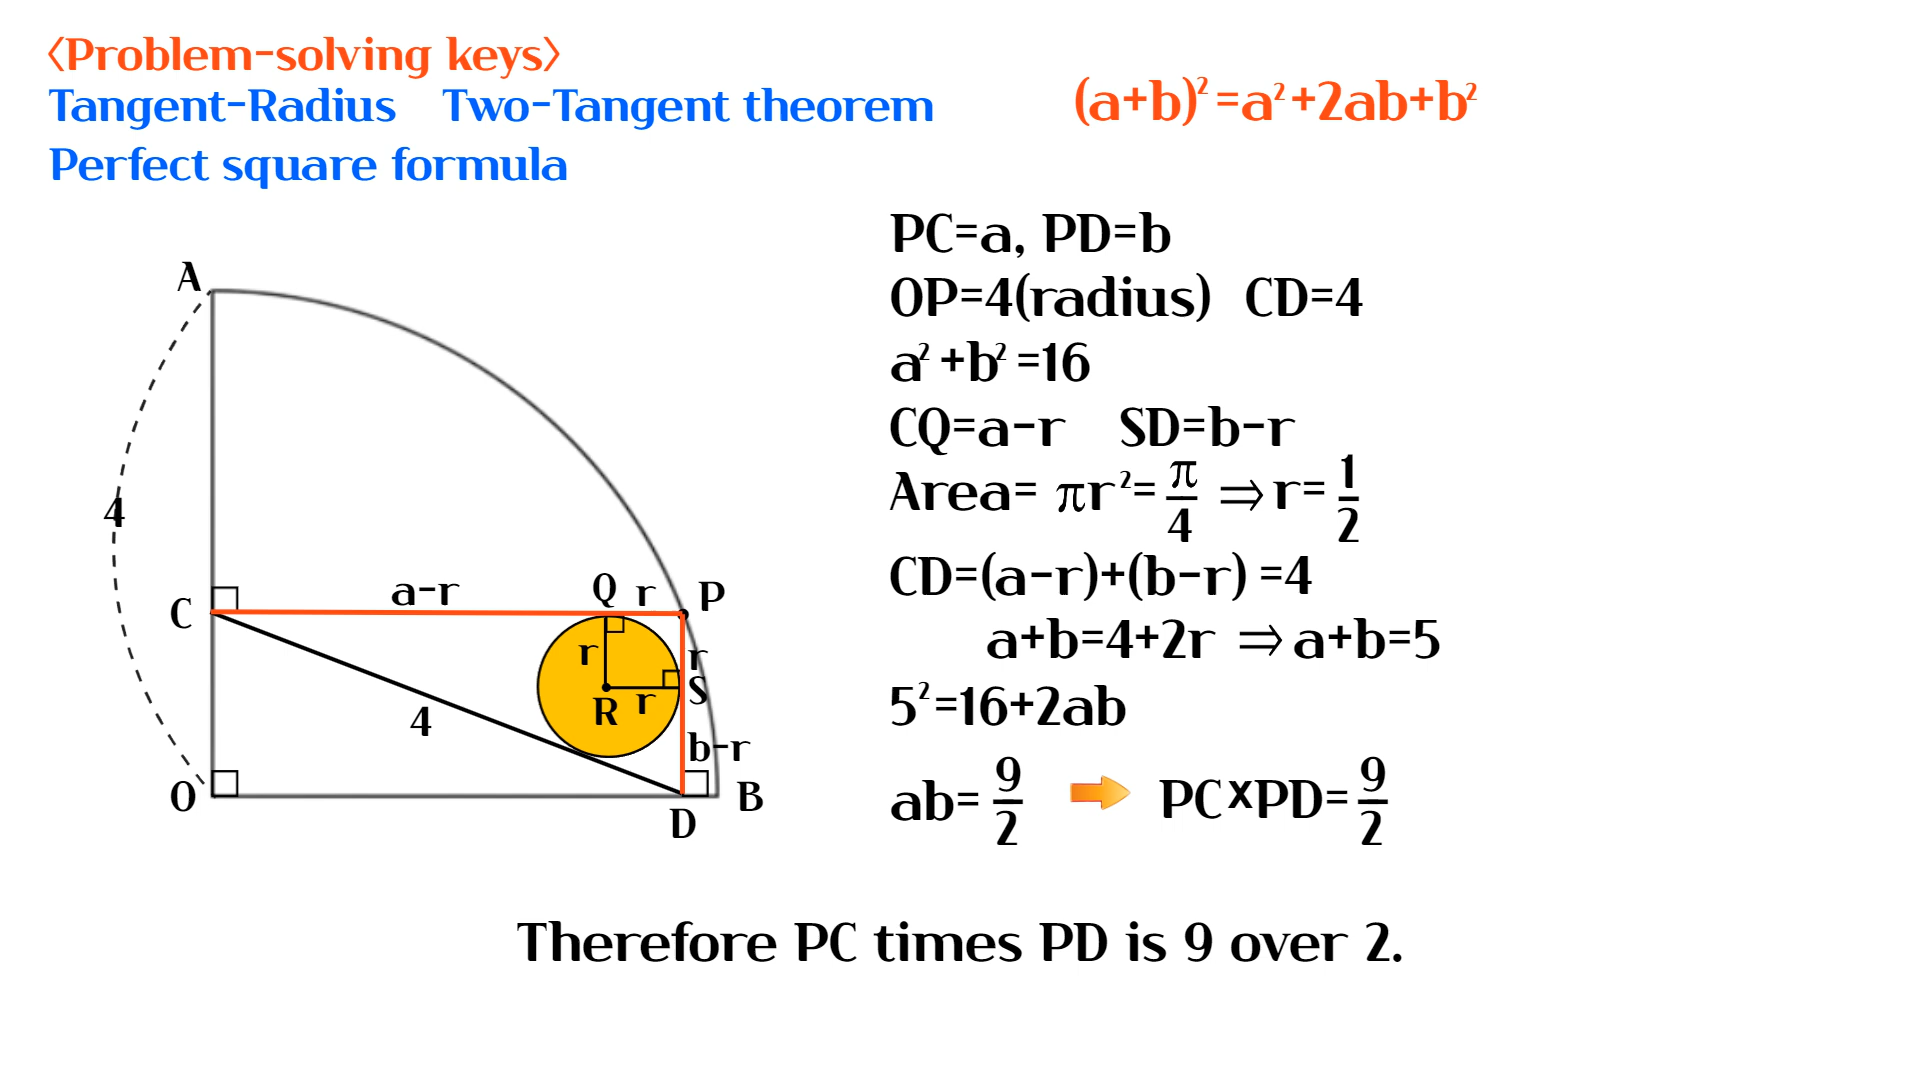 〈Problem-solving keys〉
Tangent-Radius Two-Tangent theorem
(a+b)²=a²+2ab+b²
Perfect square formula
PC=a, PD=b
OP=4(radius) CD=4
a²+b²=16
CQ=a-r SD=b-r
Area= πr²= π/4 ⇒ r= 1/2
CD=(a-r)+(b-r) =4
a+b=4+2r ⇒ a+b=5
5²=16+2ab
ab= 9/2 PC×PD= 9/2
A
4
C
a-r
Q
r
P
r
r
S
R
r
4
b-r
O
D
B
Therefore PC times PD is 9 over 2.